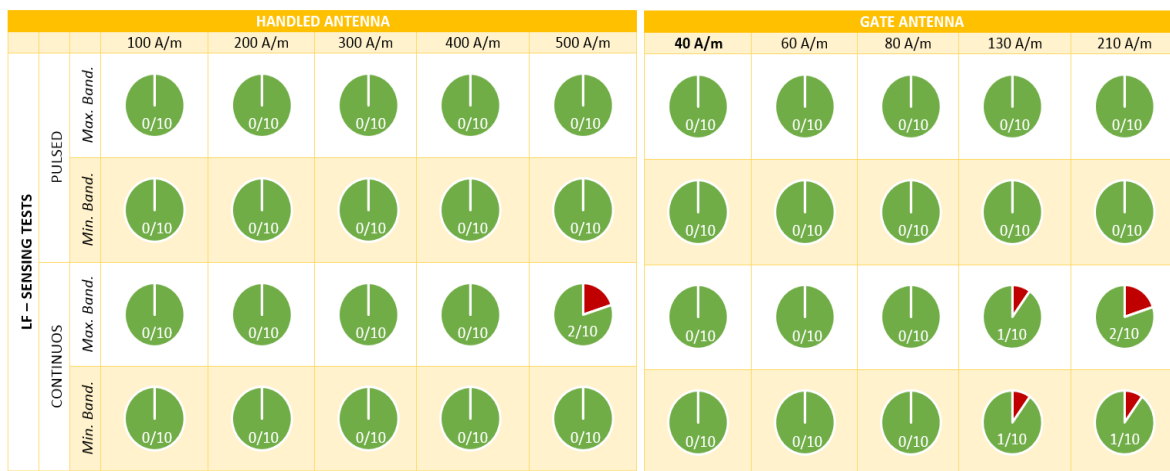 HANDLED ANTENNA GATE ANTENNA
100 A/m 200 A/m 300 A/m 400 A/m 500 A/m 40 A/m 60 A/m 80 A/m 130 A/m 210 A/m
LF – SENSING TESTS
PULSED
Max. Band.
0/10 0/10 0/10 0/10 0/10 0/10 0/10 0/10 0/10 0/10
Min. Band.
0/10 0/10 0/10 0/10 0/10 0/10 0/10 0/10 0/10 0/10
CONTINUOS
Max. Band.
0/10 0/10 0/10 0/10 2/10 0/10 0/10 0/10 1/10 2/10
Min. Band.
0/10 0/10 0/10 0/10 0/10 0/10 0/10 0/10 1/10 1/10